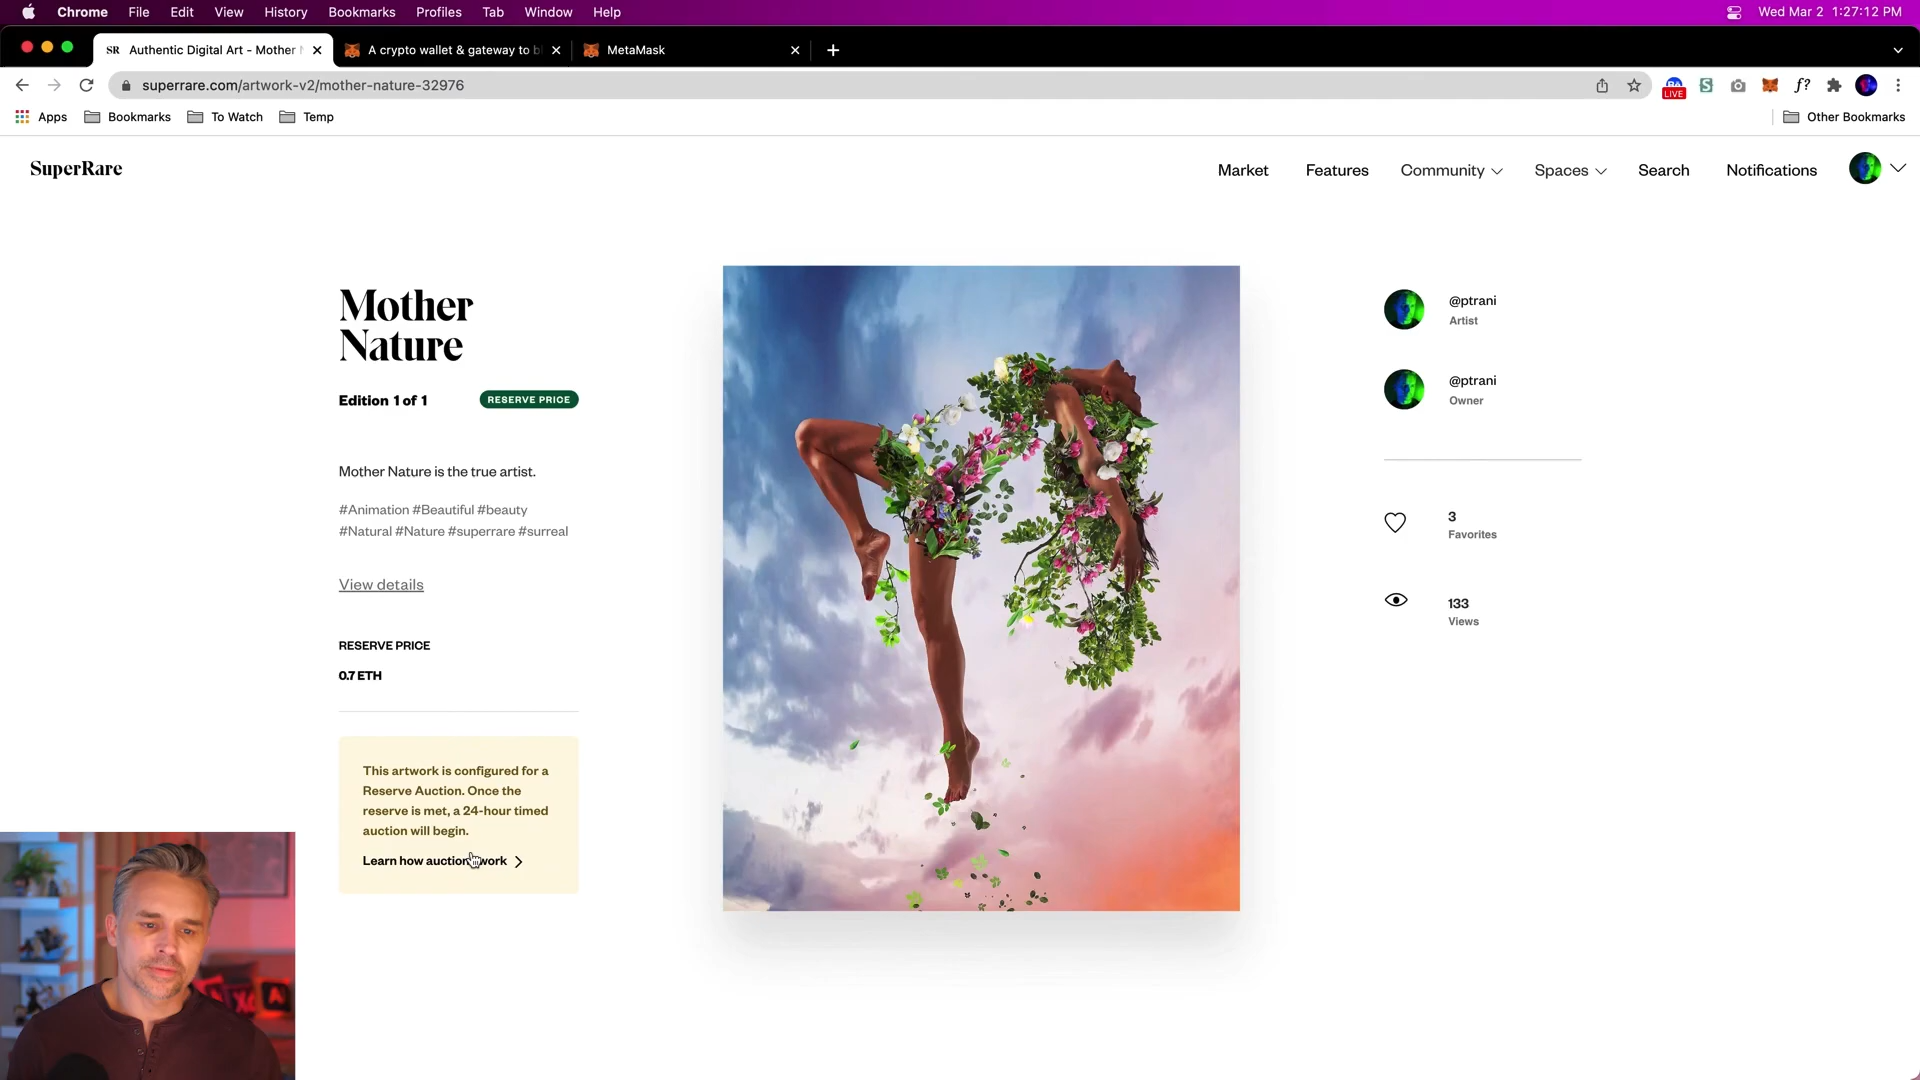 Chrome File Edit View History Bookmarks Profiles Tab Window Help Wed Mar 2 1:27:12 PM
SR Authentic Digital Art - Mother A crypto wallet & gateway to MetaMask
superrare.com/artwork-v2/mother-nature-32976
LIVE S f?
Apps Bookmarks To Watch Temp Other Bookmarks
SuperRare
Market Features Community Spaces Search Notifications
Mother
Nature
Edition 1 of 1 RESERVE PRICE
Mother Nature is the true artist.
#Animation #Beautiful #beauty
#Natural #Nature #superrare #surreal
View details
RESERVE PRICE
0.7 ETH
This artwork is configured for a
Reserve Auction. Once the
reserve is met, a 24-hour timed
auction will begin.
Learn how auction work
@ptrani
Artist
@ptrani
Owner
3
Favorites
133
Views